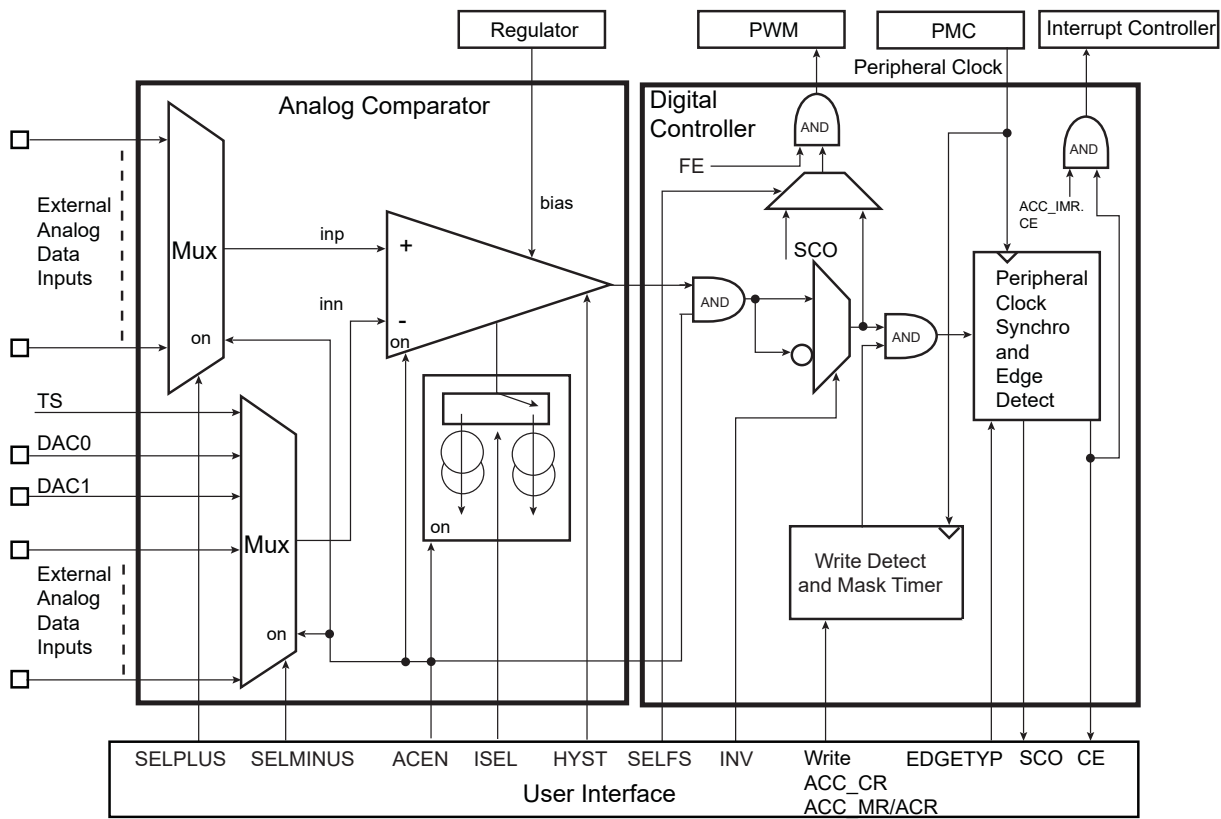 Regulator
PWM
PMC
Interrupt Controller
Peripheral Clock
Analog Comparator
Digital
Controller
AND
AND
FE
External
Analog
Data
Inputs
Mux
on
inp
inn
bias
+
-
on
SCO
ACC_IMR.
CE
AND
AND
Peripheral
Clock
Synchro
and
Edge
Detect
TS
DAC0
DAC1
External
Analog
Data
Inputs
Mux
on
on
Write Detect
and Mask Timer
SELPLUS
SELMINUS
ACEN
ISEL
HYST
SELFS
INV
Write
ACC_CR
ACC_MR/ACR
EDGETYP
SCO
CE
User Interface